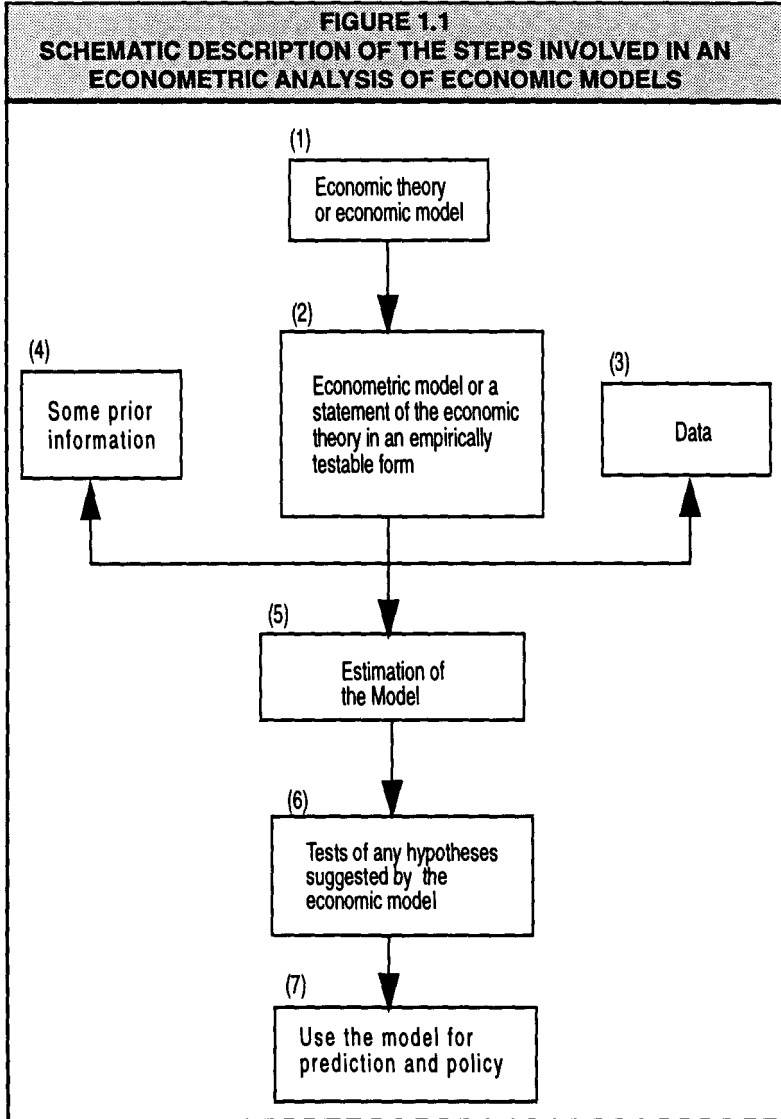 FIGURE 1.1
SCHEMATIC DESCRIPTION OF THE STEPS INVOLVED IN AN
ECONOMETRIC ANALYSIS OF ECONOMIC MODELS
(1)
Economic theory
or economic model
(2)
Econometric model or a
statement of the economic
theory in an empirically
testable form
(4)
Some prior
information
(3)
Data
(5)
Estimation of
the Model
(6)
Tests of any hypotheses
suggested by the
economic model
(7)
Use the model for
prediction and policy